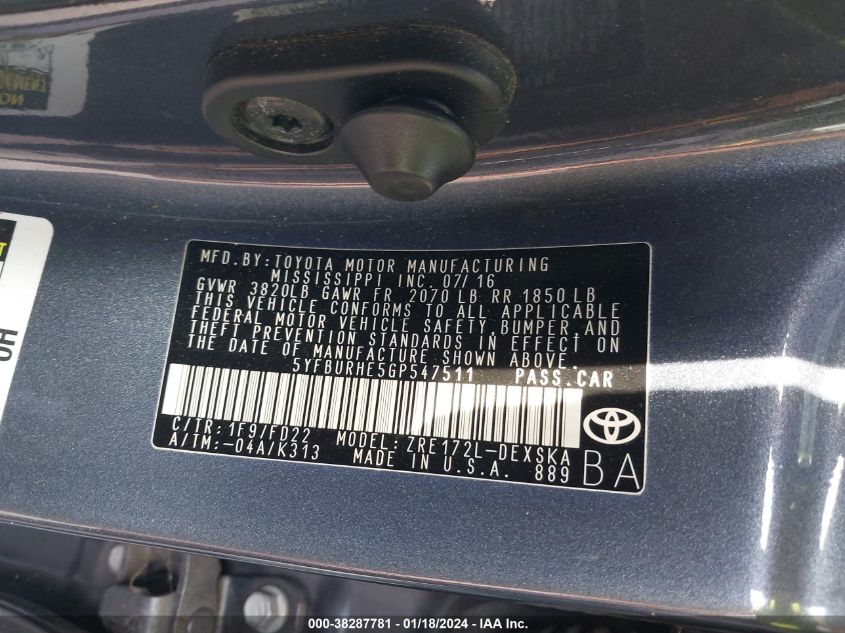 MFD. BY: TOYOTA MOTOR MANUFACTURING
MISSISSIPPI INC. 07/16
GVWR 3820LB GAWR FR 2070 LB RR 1850 LB
THIS VEHICLE CONFORMS TO ALL APPLICABLE
FEDERAL MOTOR VEHICLE SAFETY, BUMPER, AND
THEFT PREVENTION STANDARDS IN EFFECT ON
THE DATE OF MANUFACTURE SHOWN ABOVE.
5YFBURHE5GP547511 PASS.CAR
C/TR: 1F9/FD22 MODEL: ZRE172L-DEXSKA
A/TM: -04A/K313 MADE IN U.S.A. 889
BA
000-38287781 - 01/18/2024 - IAA Inc.